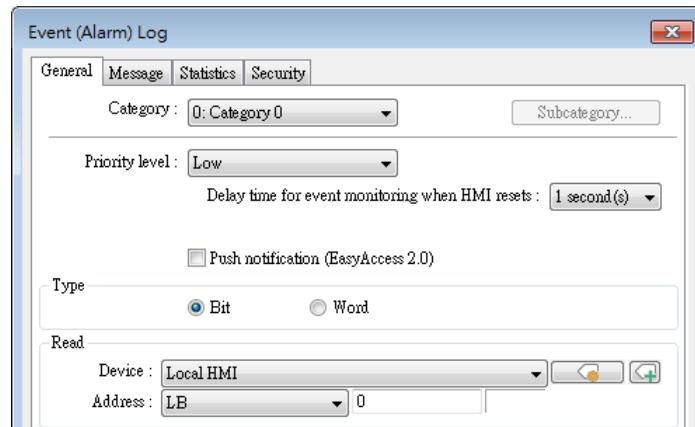 Event (Alarm) Log
General Message Statistics Security
Category : 0: Category 0 Subcategory...
Priority level : Low
Delay time for event monitoring when HMI resets : 1 second(s)
Push notification (EasyAccess 2.0)
Type
Bit Word
Read
Device : Local HMI
Address : LB 0